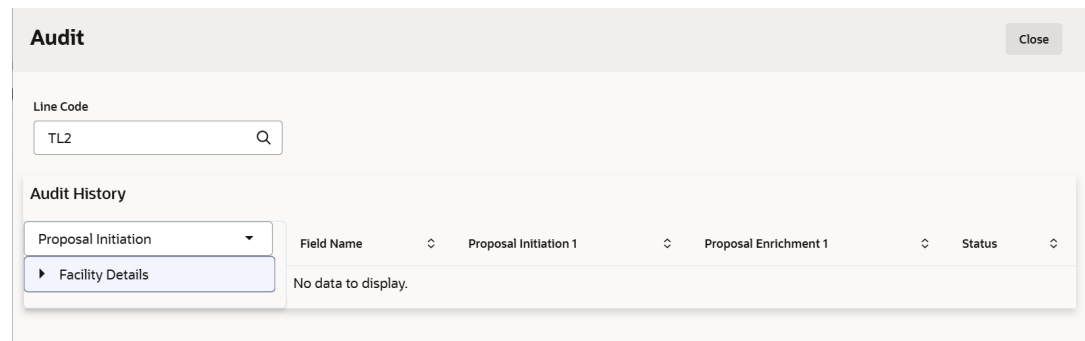 Audit
Close
Line Code
TL2
Audit History
Proposal Initiation
Field Name Proposal Initiation 1 Proposal Enrichment 1 Status
Facility Details
No data to display.